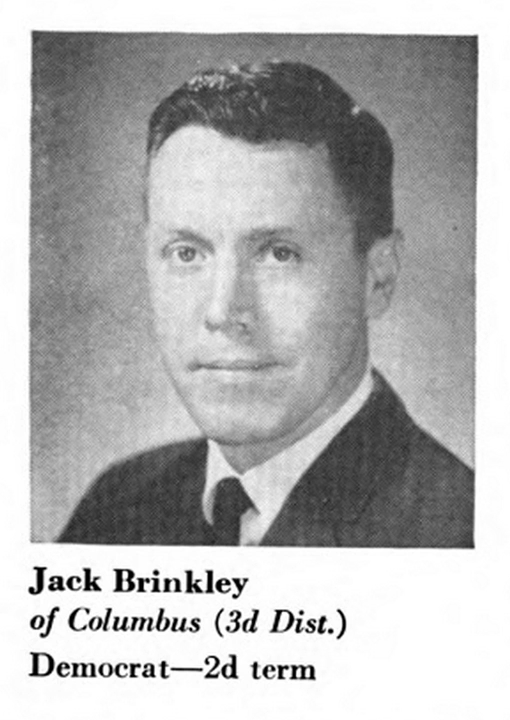 Jack Brinkley
of Columbus (3d Dist.)
Democrat—2d term